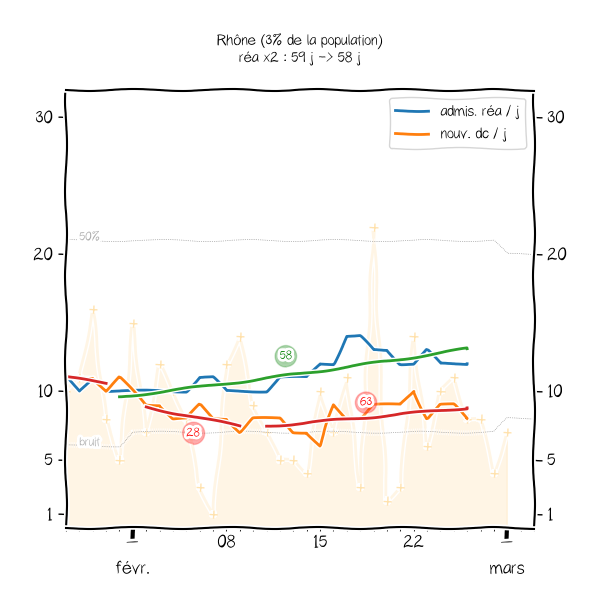 Rhône (3% de la population)
réa x2 : 59 j -> 58 j
admis. réa / j
nouv. dc / j
30
30
50%
20
20
58
63
10
10
28
bruit
5
5
1
1
08
15
22
févr.
mars